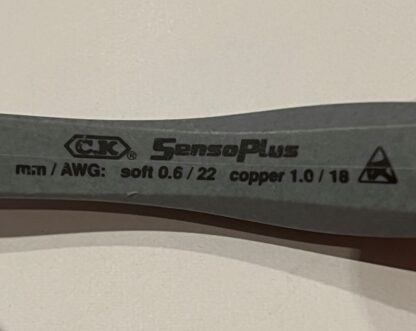 C.K® SensoPlus
mm / AWG: soft 0.6 / 22 copper 1.0 / 18